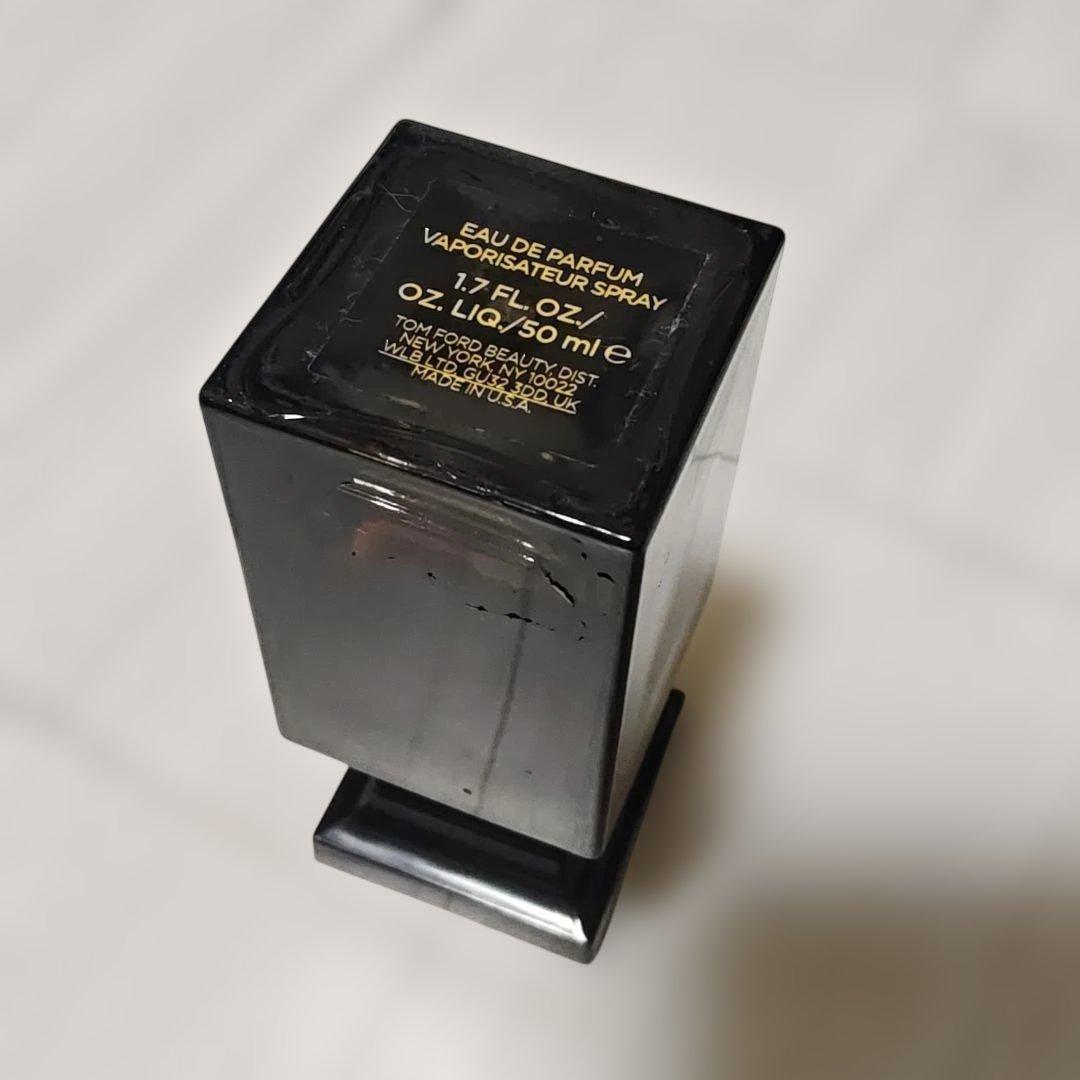 EAU DE PARFUM
VAPORISATEUR SPRAY
1.7 FL. OZ./
OZ. LIQ./50 ml ℮
TOM FORD BEAUTY, DIST.
NEW YORK, NY 10022
WLB LTD, GU32 3DD, UK
MADE IN U.S.A.